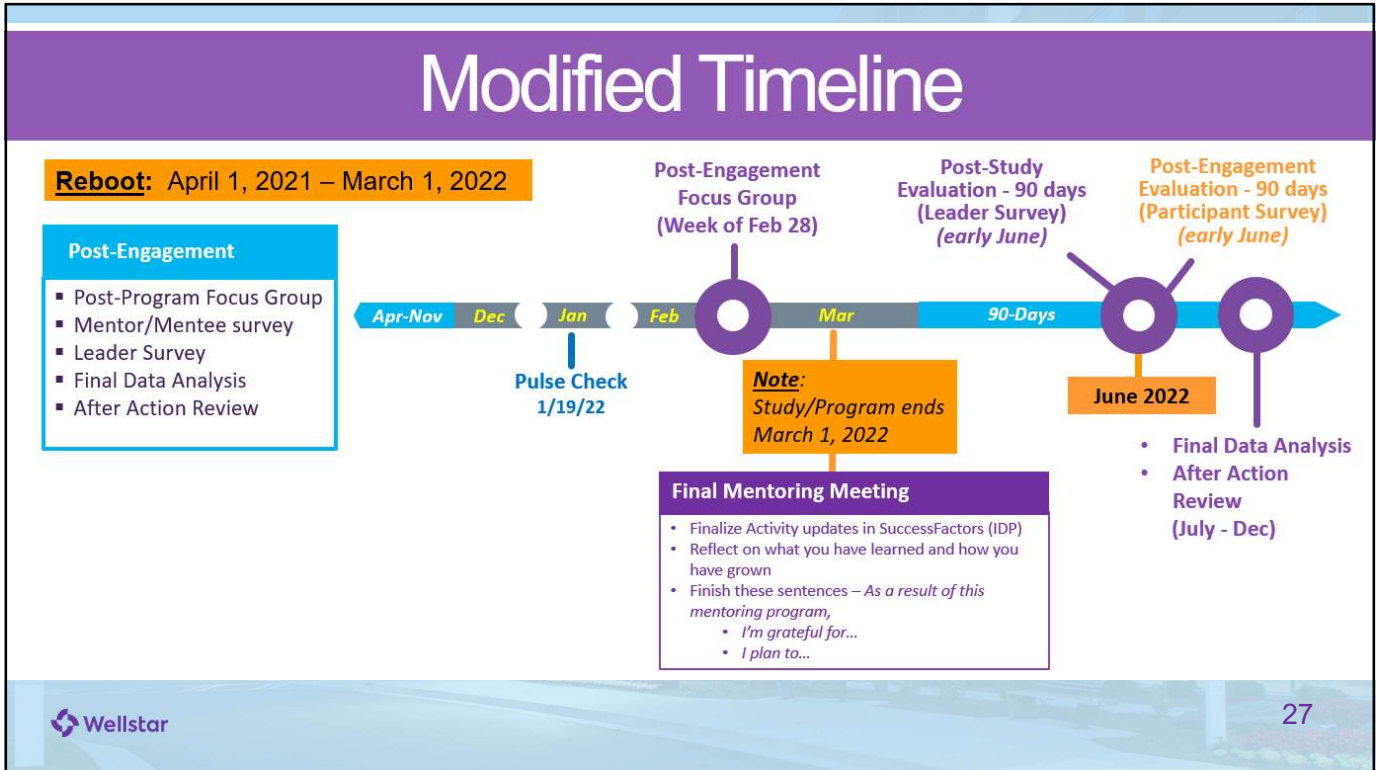 Modified Timeline
Reboot: April 1, 2021 – March 1, 2022
Post-Engagement
▪ Post-Program Focus Group
▪ Mentor/Mentee survey
▪ Leader Survey
▪ Final Data Analysis
▪ After Action Review
Post-Engagement
Focus Group
(Week of Feb 28)
Post-Study
Evaluation - 90 days
(Leader Survey)
(early June)
Post-Engagement
Evaluation - 90 days
(Participant Survey)
(early June)
Apr-Nov
Dec
Jan
Feb
Mar
90-Days
Pulse Check
1/19/22
Note:
Study/Program ends
March 1, 2022
June 2022
• Final Data Analysis
• After Action
Review
(July - Dec)
Final Mentoring Meeting
• Finalize Activity updates in SuccessFactors (IDP)
• Reflect on what you have learned and how you
have grown
• Finish these sentences – As a result of this
mentoring program,
• I'm grateful for…
• I plan to…
Wellstar
27